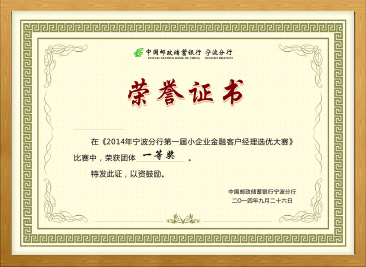 中国邮政储蓄银行 宁波分行
POSTAL SAVINGS BANK OF CHINA NINGBO BRANCH
荣誉证书
在《2014年宁波分行第一届小企业金融客户经理选优大赛》
比赛中,荣获团体 一等奖 。
特发此证,以资鼓励。
中国邮政储蓄银行宁波分行
二〇一四年九月二十六日